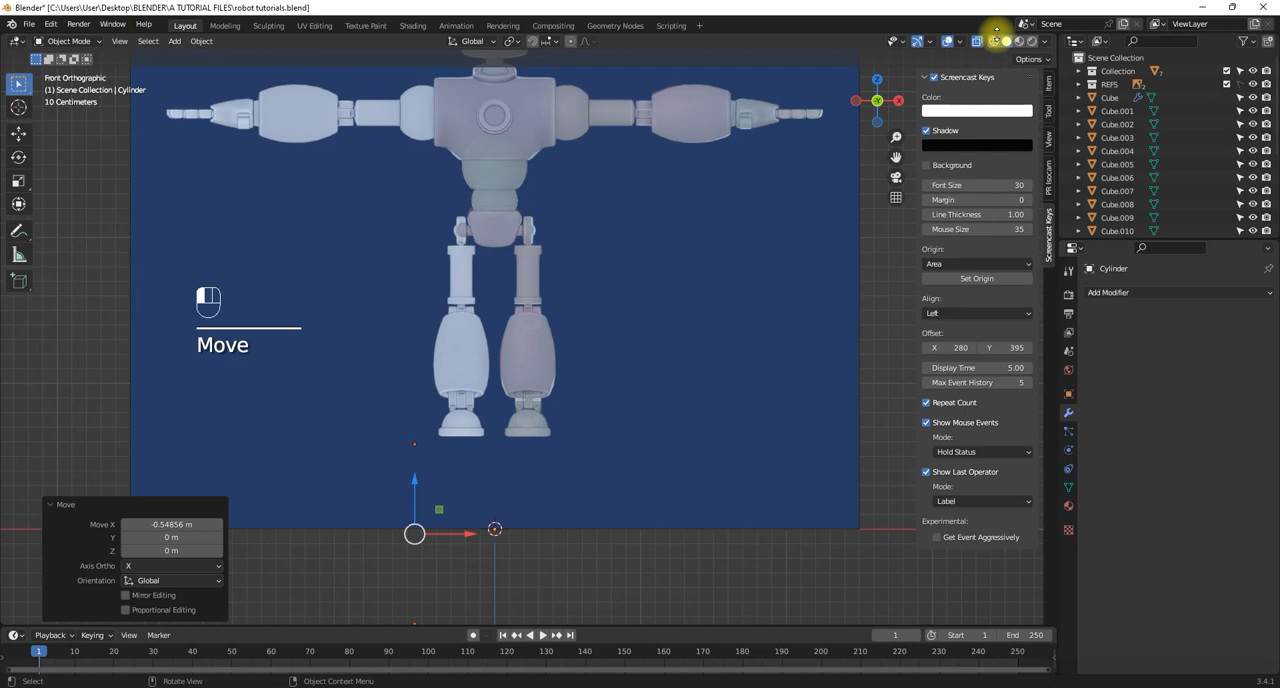 Blender* [C:\Users\User\Desktop\BLENDER\A TUTORIAL FILES\robot tutorials.blend]
File Edit Render Window Help Layout Modeling Sculpting UV Editing Texture Paint Shading Animation Rendering Compositing Geometry Nodes Scripting + Scene ViewLayer
Object Mode View Select Add Object Global
Options
Front Orthographic
(1) Scene Collection | Cylinder
10 Centimeters
Z
X
-Y
Move
Move
Move X -0.54856 m
Y 0 m
Z 0 m
Axis Ortho X
Orientation Global
Mirror Editing
Proportional Editing
Screencast Keys
Color:
Shadow
Background
Font Size 30
Margin 0
Line Thickness 1.00
Mouse Size 35
Origin:
Area
Set Origin
Align:
Left
Offset:
X 280 Y 395
Display Time 5.00
Max Event History 5
Repeat Count
Show Mouse Events
Mode:
Hold Status
Show Last Operator
Mode:
Label
Experimental:
Get Event Aggressively
Item
Tool
View
PR Isocam
Screencast Keys
Scene Collection
Collection 7
REFS 2
Cube
Cube.001
Cube.002
Cube.003
Cube.004
Cube.005
Cube.006
Cube.007
Cube.008
Cube.009
Cube.010
Cylinder
Add Modifier
Playback Keying View Marker 1 Start 1 End 250
1 10 20 30 40 50 60 70 80 90 100 110 120 130 140 150 160 170 180 190 200 210 220 230 240 250
Select Rotate View Object Context Menu 3.4.1